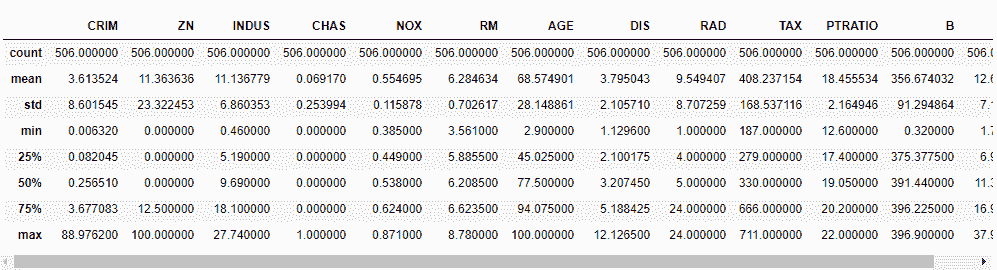 CRIM ZN INDUS CHAS NOX RM AGE DIS RAD TAX PTRATIO B
count 506.000000 506.000000 506.000000 506.000000 506.000000 506.000000 506.000000 506.000000 506.000000 506.000000 506.000000 506.000000 506.0
mean 3.613524 11.363636 11.136779 0.069170 0.554695 6.284634 68.574901 3.795043 9.549407 408.237154 18.455534 356.674032 12.6
std 8.601545 23.322453 6.860353 0.253994 0.115878 0.702617 28.148861 2.105710 8.707259 168.537116 2.164946 91.294864 7.1
min 0.006320 0.000000 0.460000 0.000000 0.385000 3.561000 2.900000 1.129600 1.000000 187.000000 12.600000 0.320000 1.7
25% 0.082045 0.000000 5.190000 0.000000 0.449000 5.885500 45.025000 2.100175 4.000000 279.000000 17.400000 375.377500 6.9
50% 0.256510 0.000000 9.690000 0.000000 0.538000 6.208500 77.500000 3.207450 5.000000 330.000000 19.050000 391.440000 11.3
75% 3.677083 12.500000 18.100000 0.000000 0.624000 6.623500 94.075000 5.188425 24.000000 666.000000 20.200000 396.225000 16.9
max 88.976200 100.000000 27.740000 1.000000 0.871000 8.780000 100.000000 12.126500 24.000000 711.000000 22.000000 396.900000 37.9